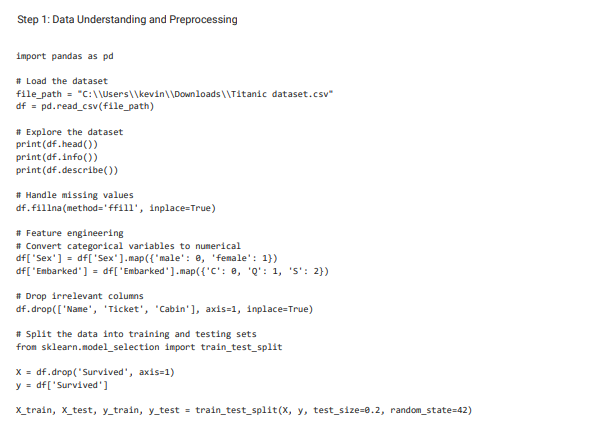 Step 1: Data Understanding and Preprocessing
import pandas as pd
# Load the dataset
file_path = "C:\\Users\\kevin\\Downloads\\Titanic dataset.csv"
df = pd.read_csv(file_path)
# Explore the dataset
print(df.head())
print(df.info())
print(df.describe())
# Handle missing values
df.fillna(method='ffill', inplace=True)
# Feature engineering
# Convert categorical variables to numerical
df['Sex'] = df['Sex'].map({'male': 0, 'female': 1})
df['Embarked'] = df['Embarked'].map({'C': 0, 'Q': 1, 'S': 2})
# Drop irrelevant columns
df.drop(['Name', 'Ticket', 'Cabin'], axis=1, inplace=True)
# Split the data into training and testing sets
from sklearn.model_selection import train_test_split
X = df.drop('Survived', axis=1)
y = df['Survived']
X_train, X_test, y_train, y_test = train_test_split(X, y, test_size=0.2, random_state=42)